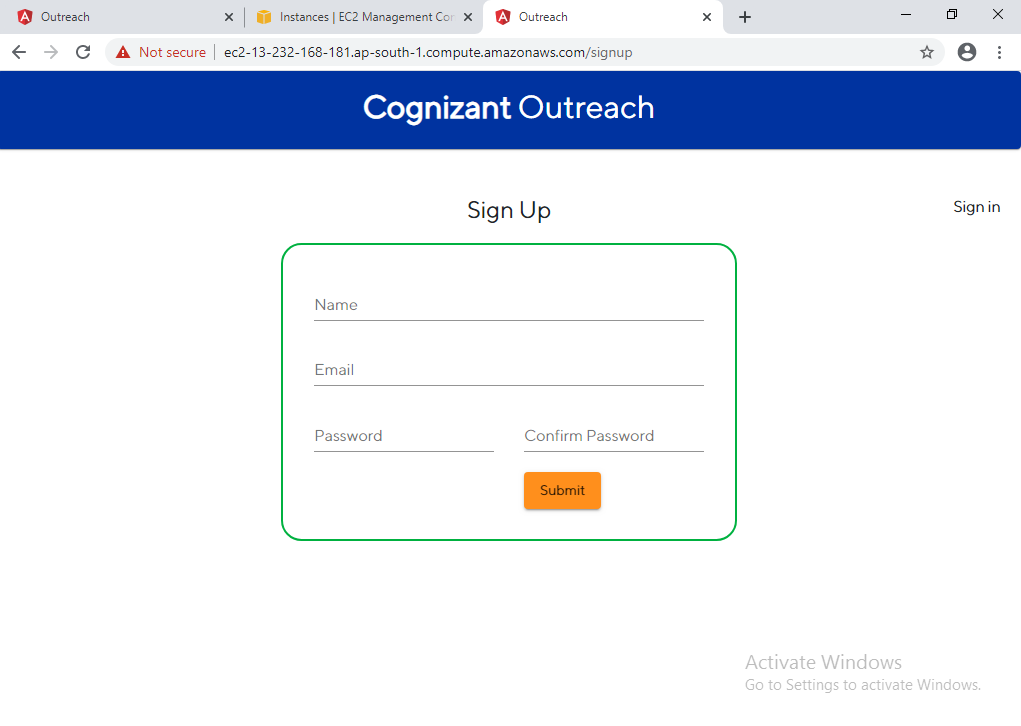 Outreach
Instances | EC2 Management Con
Outreach
Not secure
ec2-13-232-168-181.ap-south-1.compute.amazonaws.com/signup
Cognizant Outreach
Sign Up
Sign in
Name
Email
Password
Confirm Password
Submit
Activate Windows
Go to Settings to activate Windows.